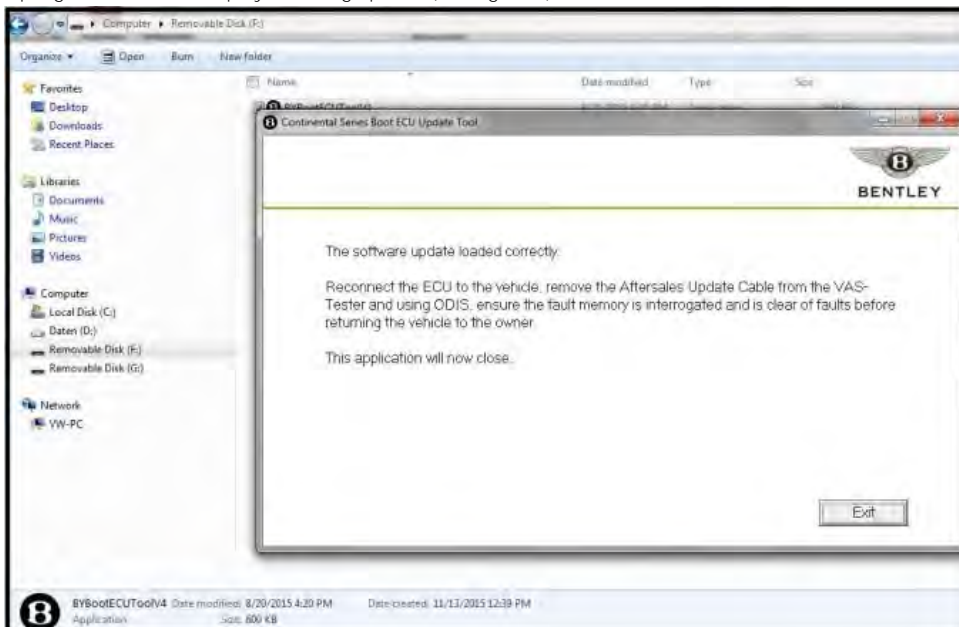 Computer ▸ Removable Disk (F:)
Organize ▾ Open Burn New folder
Favorites
Desktop
Downloads
Recent Places
Libraries
Documents
Music
Pictures
Videos
Computer
Local Disk (C:)
Daten (D:)
Removable Disk (F:)
Removable Disk (G:)
Network
VW-PC
Name Date modified Type Size
Continental Series Boot ECU Update Tool
B
BENTLEY
The software update loaded correctly.
Reconnect the ECU to the vehicle, remove the Aftersales Update Cable from the VAS-
Tester and using ODIS, ensure the fault memory is interrogated and is clear of faults before
returning the vehicle to the owner.
This application will now close.
Exit
BYBootECUToolV4 Date modified: 8/20/2015 4:20 PM Date created: 11/13/2015 12:39 PM
Application Size: 800 KB